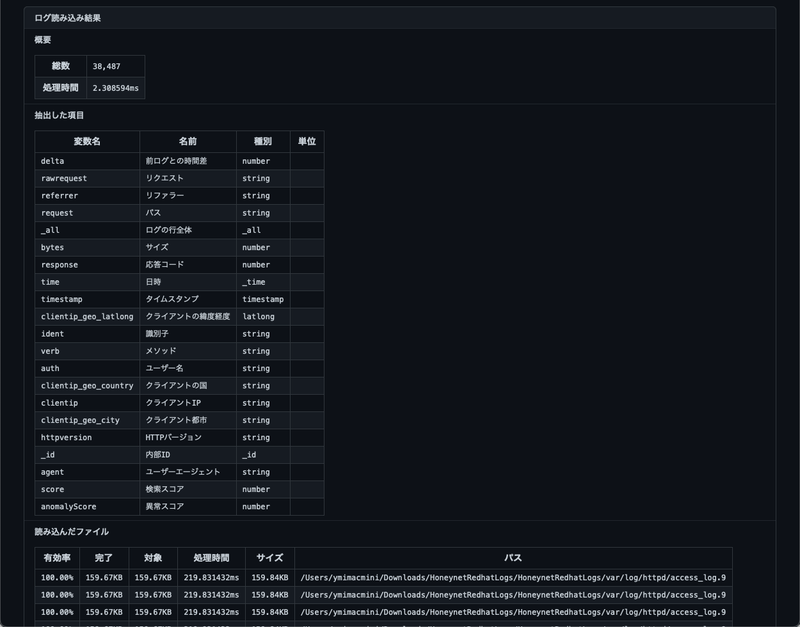 ログ読み込み結果
概要
総数 38,487
処理時間 2.308594ms
抽出した項目
変数名 名前 種別 単位
delta 前ログとの時間差 number
rawrequest リクエスト string
referrer リファラー string
request パス string
_all ログの行全体 _all
bytes サイズ number
response 応答コード number
time 日時 _time
timestamp タイムスタンプ timestamp
clientip_geo_latlong クライアントの緯度経度 latlong
ident 識別子 string
verb メソッド string
auth ユーザー名 string
clientip_geo_country クライアントの国 string
clientip クライアントIP string
clientip_geo_city クライアント都市 string
httpversion HTTPバージョン string
_id 内部ID _id
agent ユーザーエージェント string
score 検索スコア number
anomalyScore 異常スコア number
読み込んだファイル
有効率 完了 対象 処理時間 サイズ パス
100.00% 159.67KB 159.67KB 219.831432ms 159.84KB /Users/ymimacmini/Downloads/HoneynetRedhatLogs/HoneynetRedhatLogs/var/log/httpd/access_log.9
100.00% 159.67KB 159.67KB 219.831432ms 159.84KB /Users/ymimacmini/Downloads/HoneynetRedhatLogs/HoneynetRedhatLogs/var/log/httpd/access_log.9
100.00% 159.67KB 159.67KB 219.831432ms 159.84KB /Users/ymimacmini/Downloads/HoneynetRedhatLogs/HoneynetRedhatLogs/var/log/httpd/access_log.9